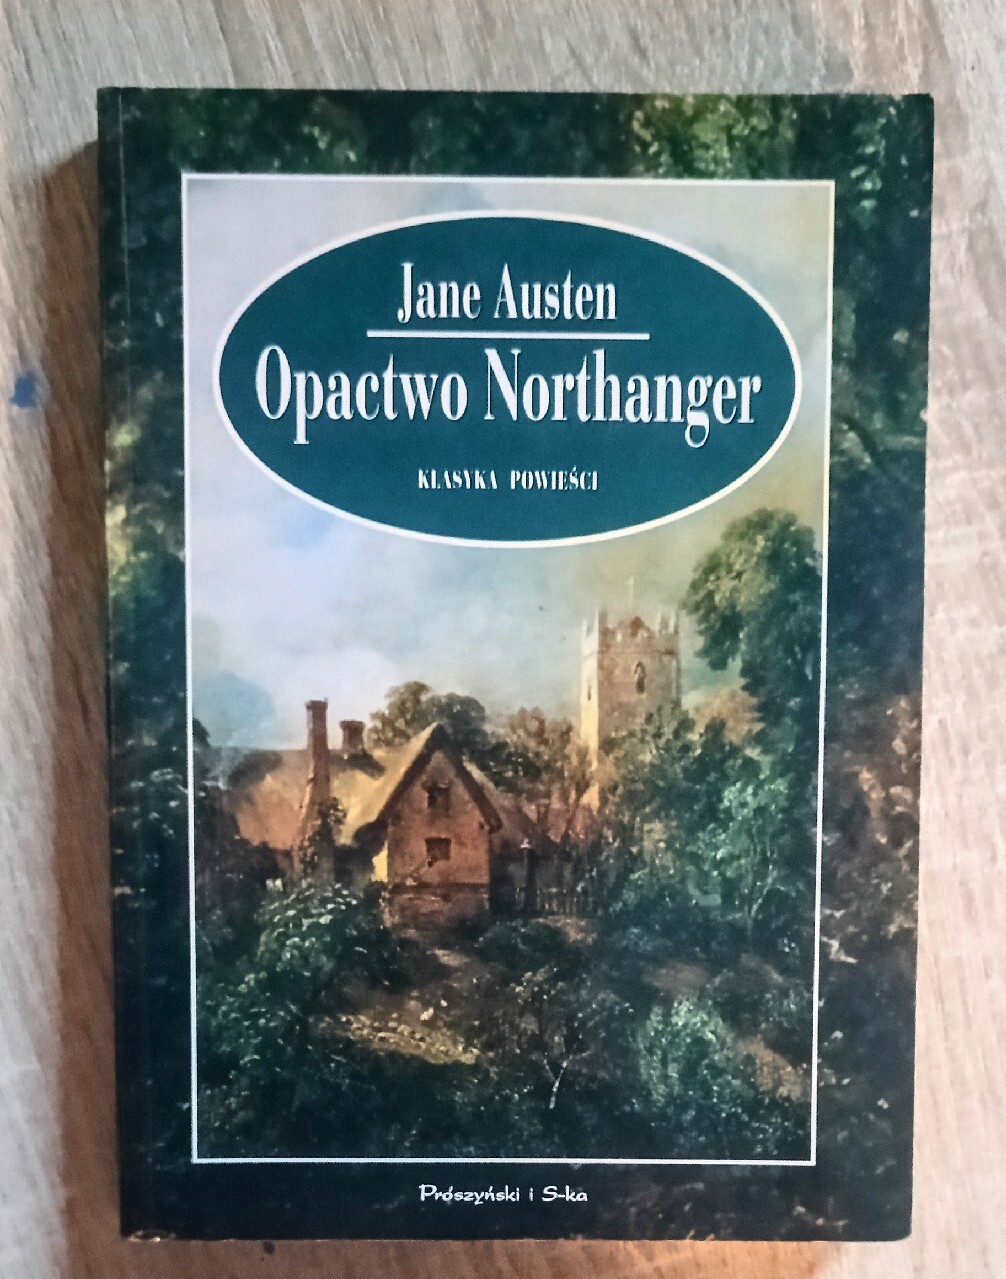 Jane Austen
Opactwo Northanger
KLASYKA POWIEŚCI
Prószyński i S-ka